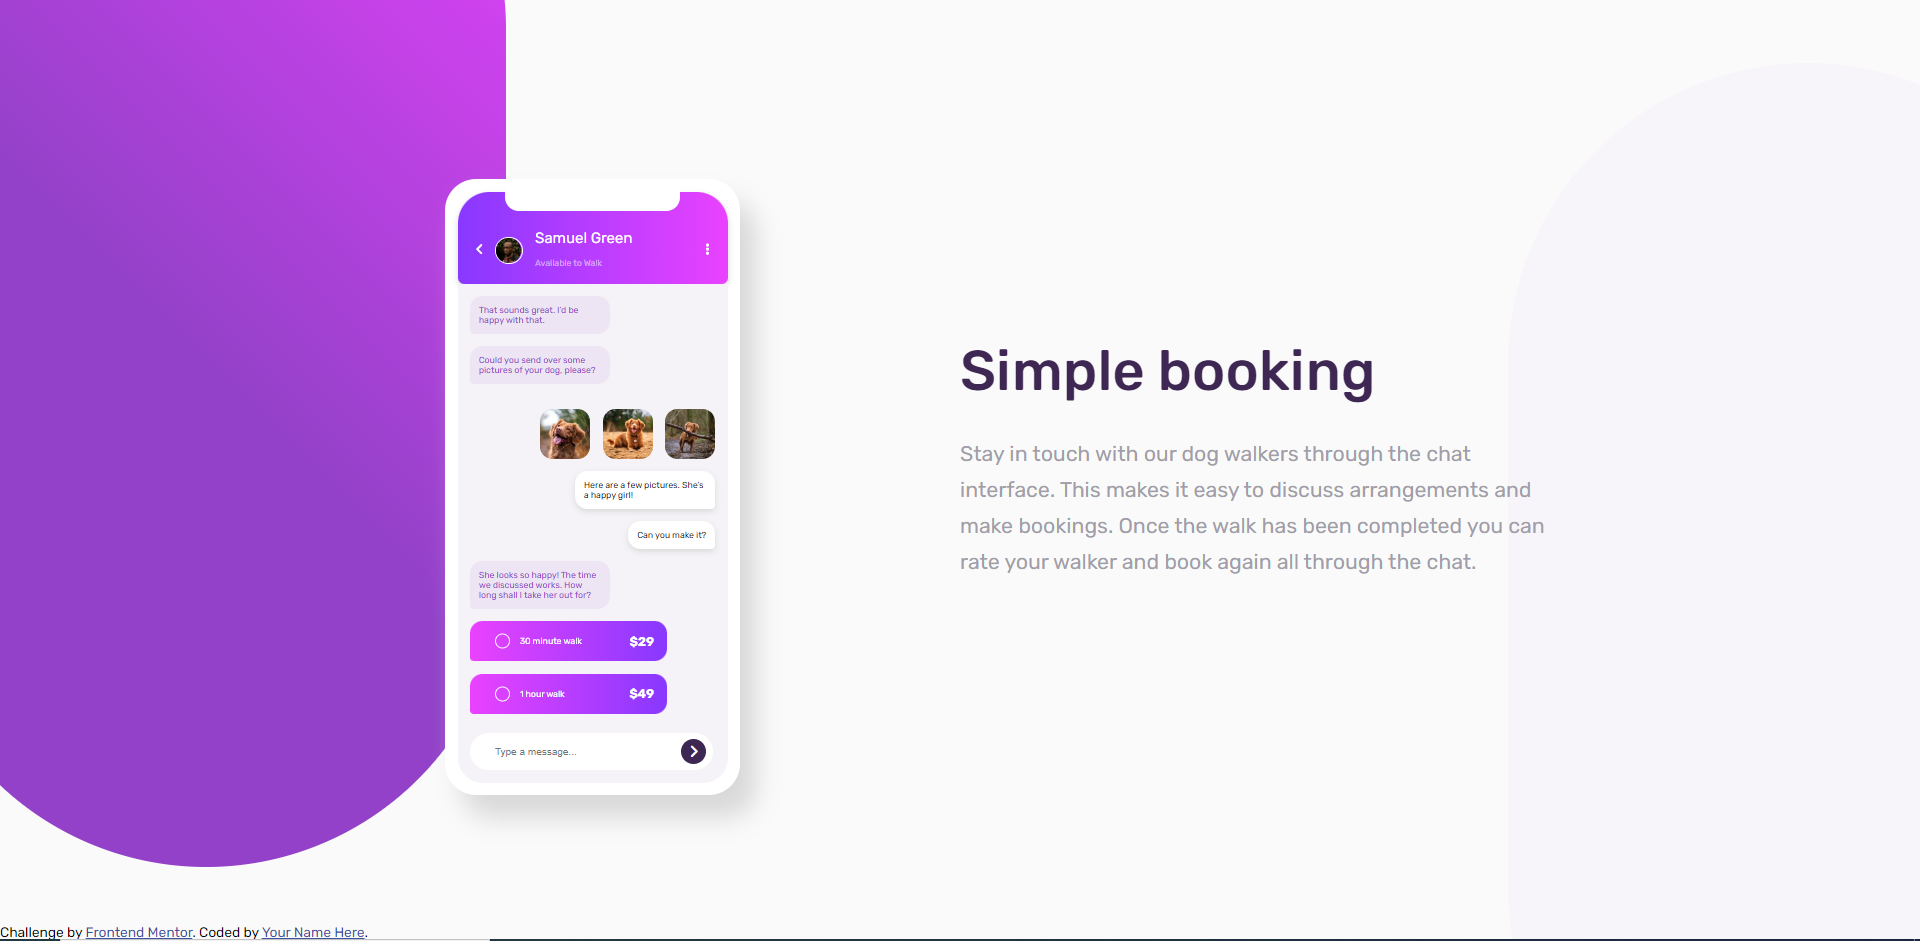 Samuel Green
Available to Walk
That sounds great. I'd be
happy with that.
Could you send over some
pictures of your dog, please?
Here are a few pictures. She's
a happy girl!
Can you make it?
She looks so happy! The time
we discussed works. How
long shall I take her out for?
30 minute walk $29
1 hour walk $49
Type a message...
Simple booking
Stay in touch with our dog walkers through the chat
interface. This makes it easy to discuss arrangements and
make bookings. Once the walk has been completed you can
rate your walker and book again all through the chat.
Challenge by Frontend Mentor. Coded by Your Name Here.